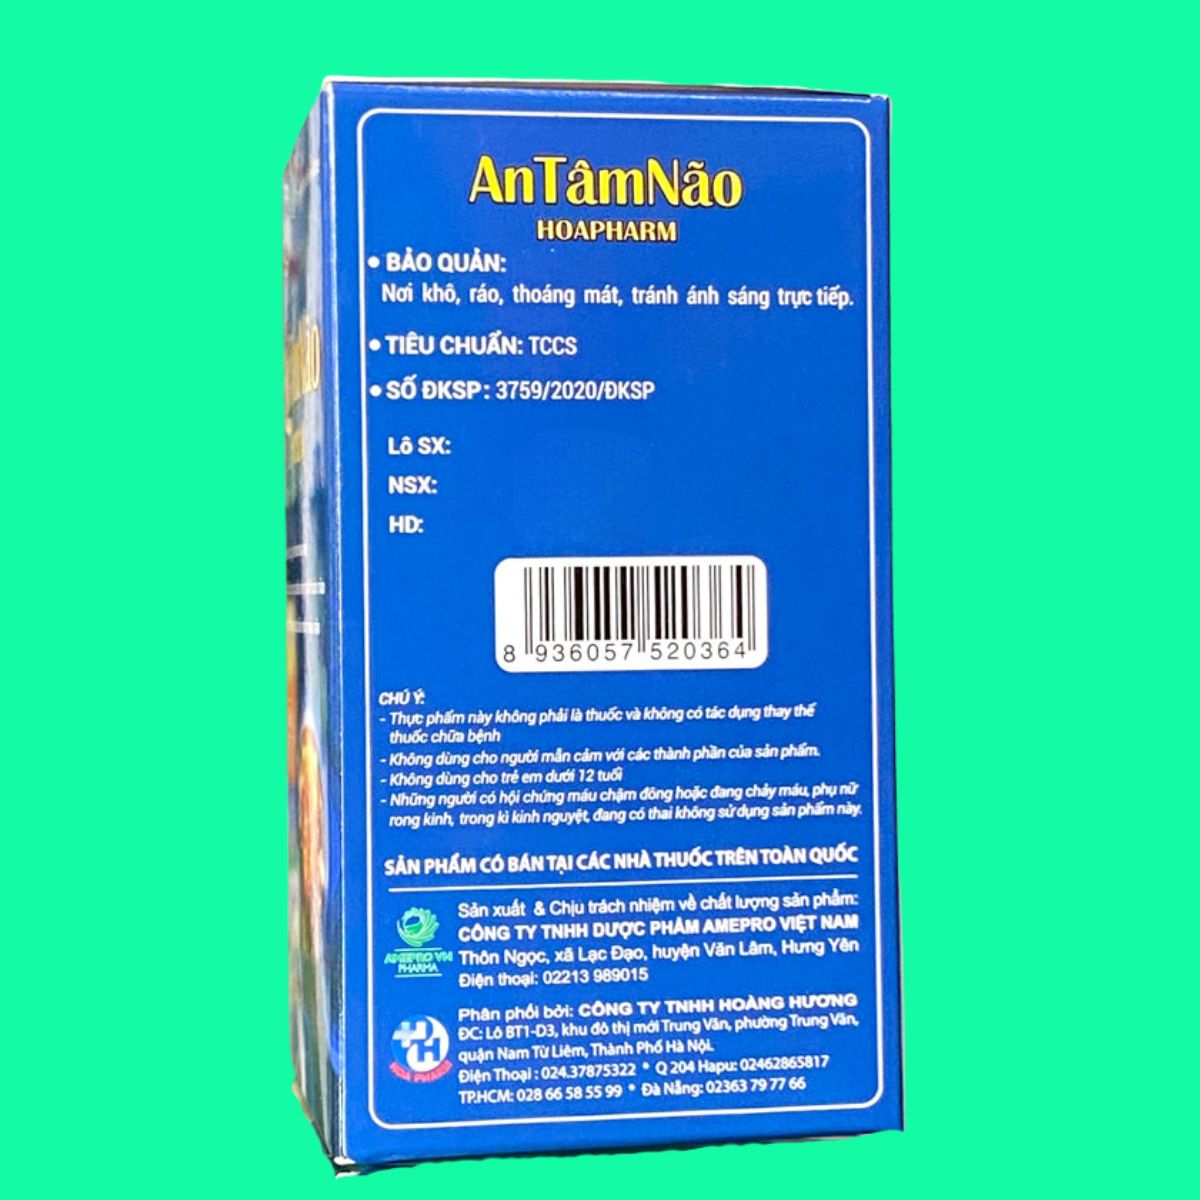 AnTâmNão
HOAPHARM
• BẢO QUẢN:
Nơi khô, ráo, thoáng mát, tránh ánh sáng trực tiếp.
• TIÊU CHUẨN: TCCS
• SỐ ĐKSP: 3759/2020/ĐKSP
Lô SX:
NSX:
HD:
8 936057 520364
CHÚ Ý:
- Thực phẩm này không phải là thuốc và không có tác dụng thay thế
thuốc chữa bệnh
- Không dùng cho người mẫn cảm với các thành phần của sản phẩm.
- Không dùng cho trẻ em dưới 12 tuổi
- Những người có hội chứng máu chậm đông hoặc đang chảy máu, phụ nữ
rong kinh, trong kì kinh nguyệt, đang có thai không sử dụng sản phẩm này.
SẢN PHẨM CÓ BÁN TẠI CÁC NHÀ THUỐC TRÊN TOÀN QUỐC
AMEPRO VN
PHARMA
Sản xuất & Chịu trách nhiệm về chất lượng sản phẩm:
CÔNG TY TNHH DƯỢC PHẨM AMEPRO VIỆT NAM
Thôn Ngọc, xã Lạc Đạo, huyện Văn Lâm, Hưng Yên
Điện thoại: 02213 989015
HH
HOA PHARM
Phân phối bởi: CÔNG TY TNHH HOÀNG HƯƠNG
ĐC: Lô BT1-D3, khu đô thị mới Trung Văn, phường Trung Văn,
quận Nam Từ Liêm, Thành Phố Hà Nội.
Điện Thoại : 024.37875322 * Q 204 Hapu: 02462865817
TP.HCM: 028 66 58 55 99 * Đà Nẵng: 02363 79 77 66